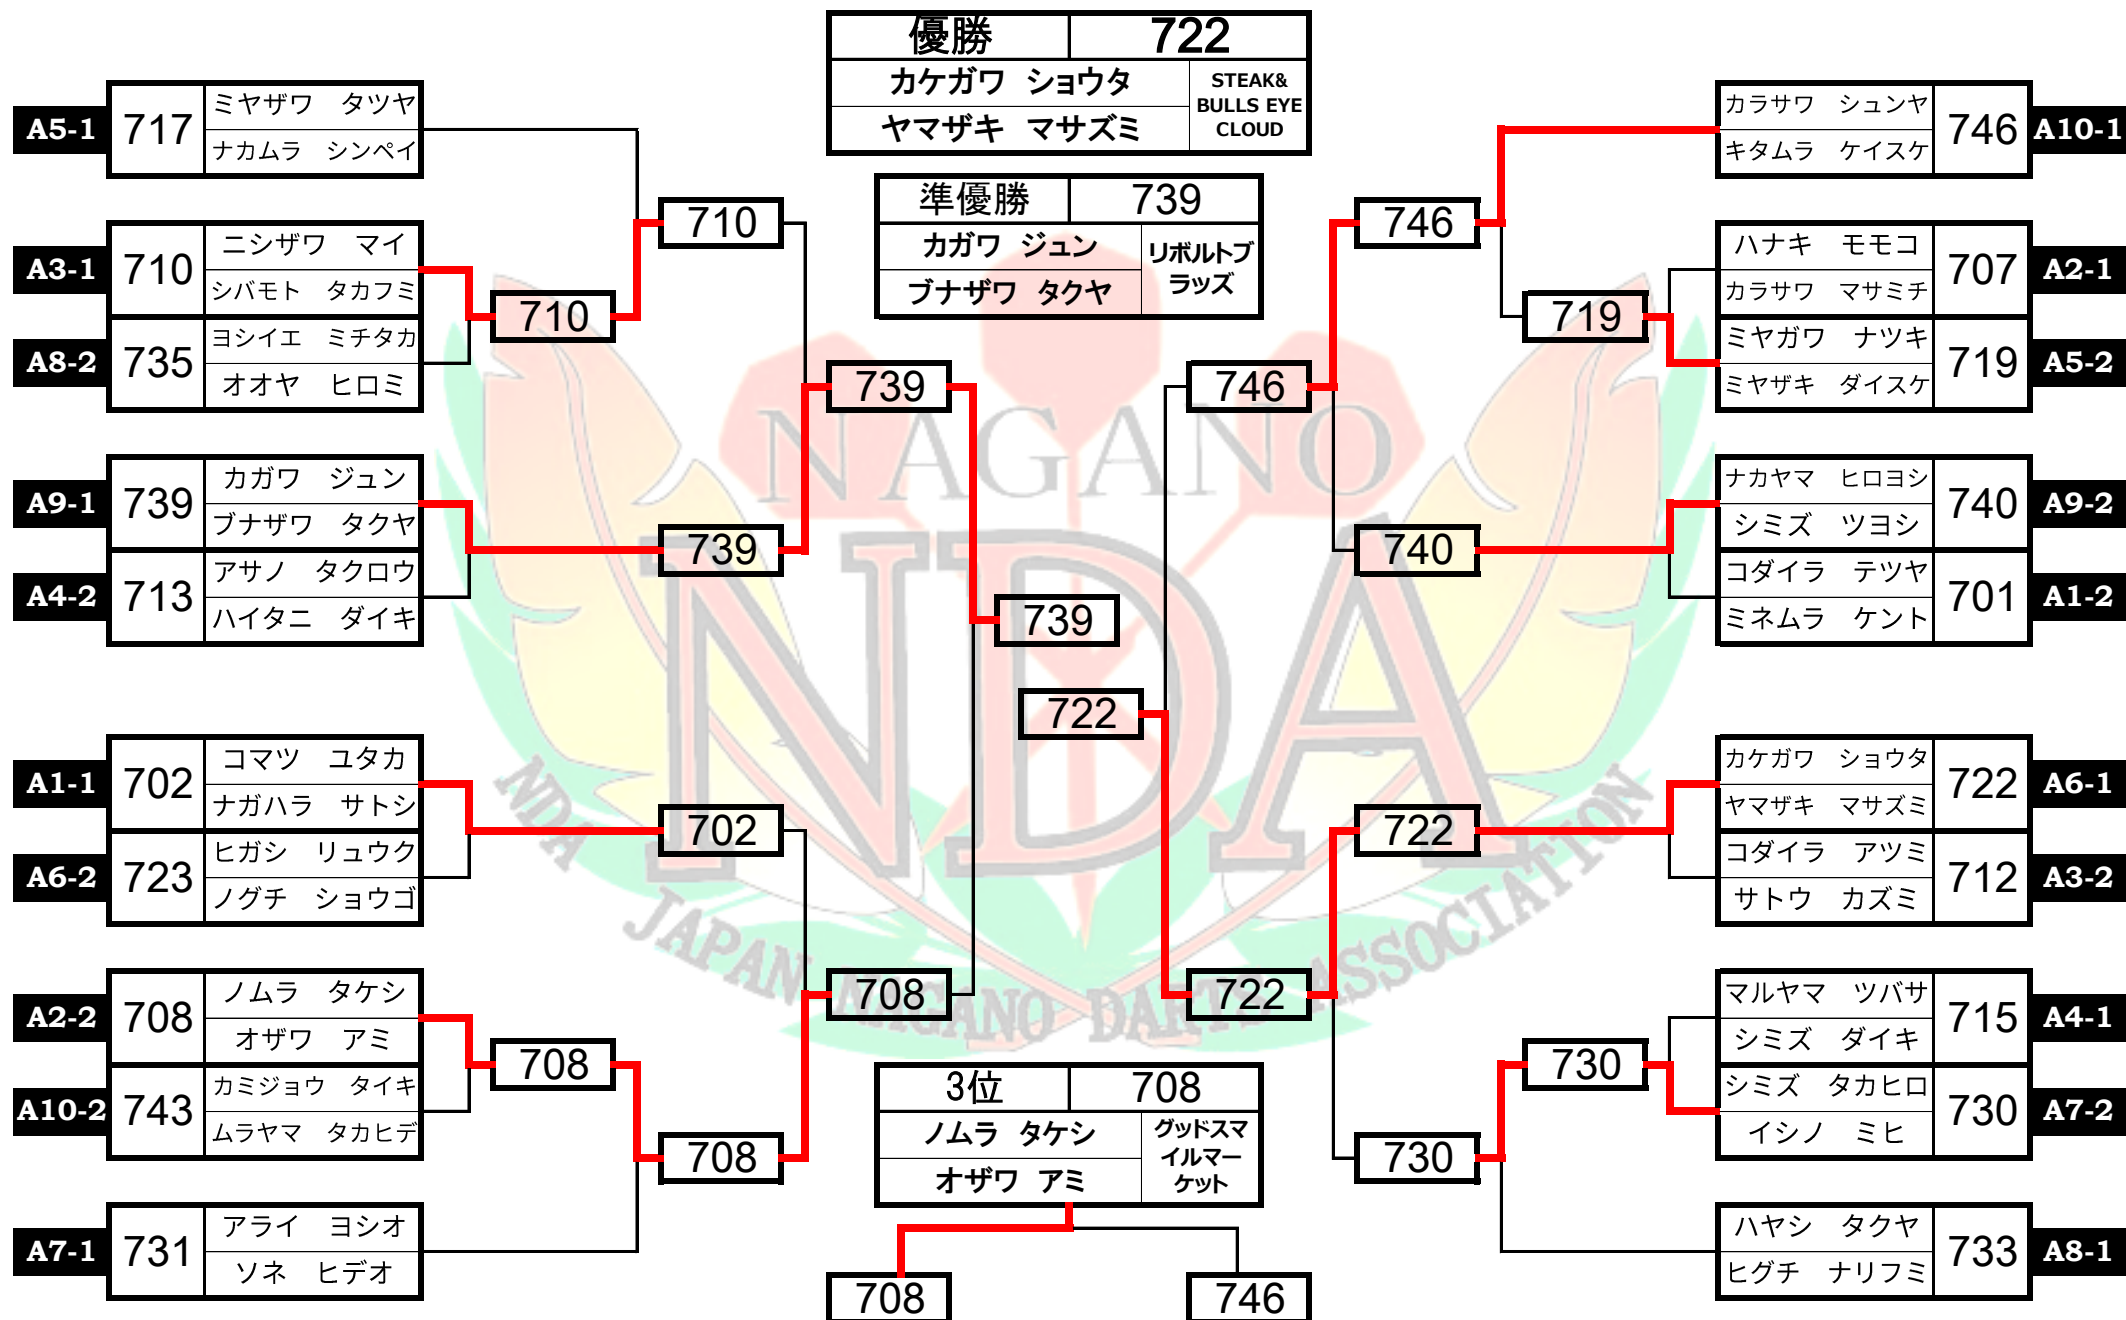 優勝 722
カケガワ ショウタ
ヤマザキ マサズミ
STEAK&
BULLS EYE
CLOUD
準優勝 739
カガワ ジュン
ブナザワ タクヤ
リボルトブ
ラッズ
A5-1 717
ミヤザワ タツヤ
ナカムラ シンペイ
A3-1 710
ニシザワ マイ
シバモト タカフミ
A8-2 735
ヨシイエ ミチタカ
オオヤ ヒロミ
A9-1 739
カガワ ジュン
ブナザワ タクヤ
A4-2 713
アサノ タクロウ
ハイタニ ダイキ
A1-1 702
コマツ ユタカ
ナガハラ サトシ
A6-2 723
ヒガシ リュウク
ノグチ ショウゴ
A2-2 708
ノムラ タケシ
オザワ アミ
A10-2 743
カミジョウ タイキ
ムラヤマ タカヒデ
A7-1 731
アライ ヨシオ
ソネ ヒデオ
710
710
739
739
702
708
708
708
739
722
746
746
719
740
722
722
730
730
カラサワ シュンヤ
キタムラ ケイスケ
746 A10-1
ハナキ モモコ
カラサワ マサミチ
707 A2-1
ミヤガワ ナツキ
ミヤザキ ダイスケ
719 A5-2
ナカヤマ ヒロヨシ
シミズ ツヨシ
740 A9-2
コダイラ テツヤ
ミネムラ ケント
701 A1-2
カケガワ ショウタ
ヤマザキ マサズミ
722 A6-1
コダイラ アツミ
サトウ カズミ
712 A3-2
マルヤマ ツバサ
シミズ ダイキ
715 A4-1
シミズ タカヒロ
イシノ ミヒ
730 A7-2
ハヤシ タクヤ
ヒグチ ナリフミ
733 A8-1
3位 708
ノムラ タケシ
オザワ アミ
グッドスマ
イルマー
ケット
708
746
NAGANO
NDA
NDA JAPAN NAGANO DARTS ASSOCIATION